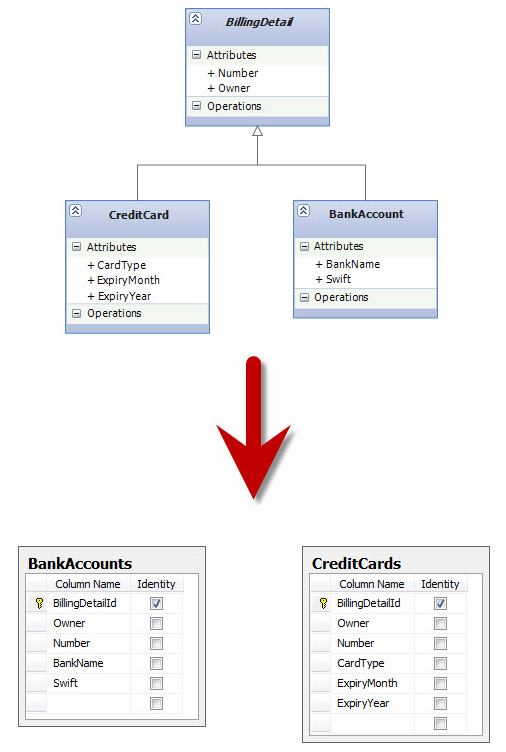 BillingDetail
Attributes
+ Number
+ Owner
Operations
CreditCard
Attributes
+ CardType
+ ExpiryMonth
+ ExpiryYear
Operations
BankAccount
Attributes
+ BankName
+ Swift
Operations
BankAccounts
Column Name Identity
BillingDetailId
Owner
Number
BankName
Swift
CreditCards
Column Name Identity
BillingDetailId
Owner
Number
CardType
ExpiryMonth
ExpiryYear